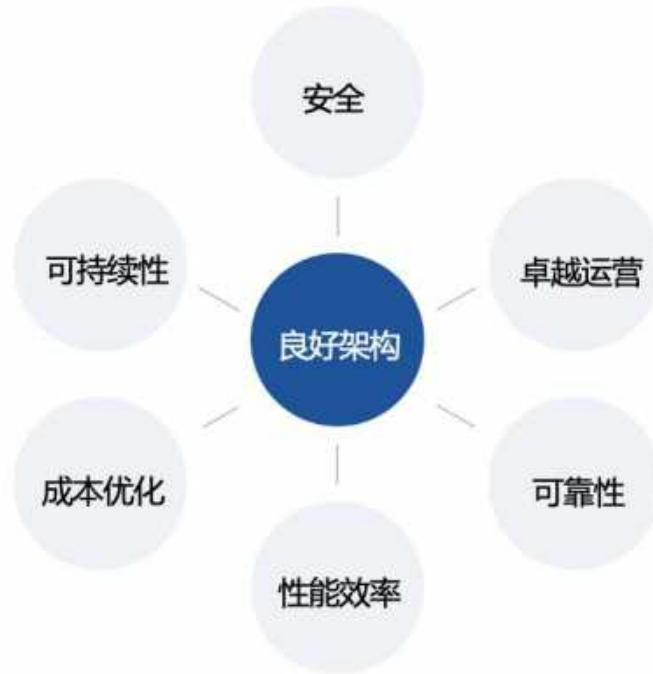 安全
可持续性
卓越运营
良好架构
成本优化
可靠性
性能效率